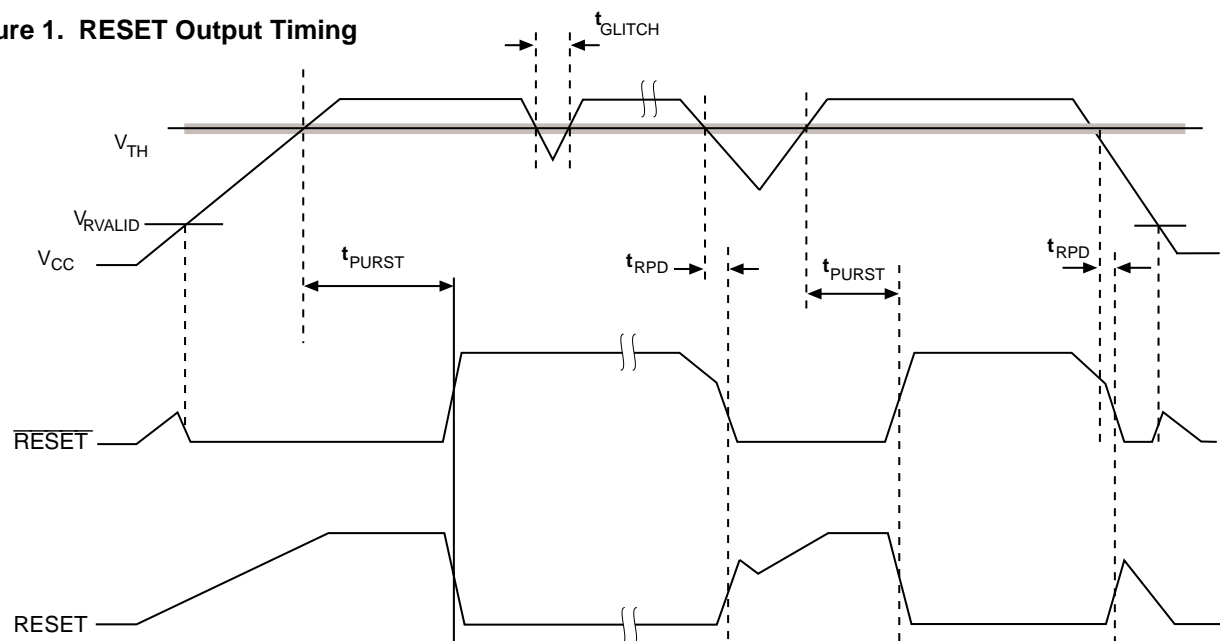 ure 1. RESET Output Timing
tGLITCH
VTH
VRVALID
VCC
tPURST
tRPD
tPURST
tRPD
RESET
RESET